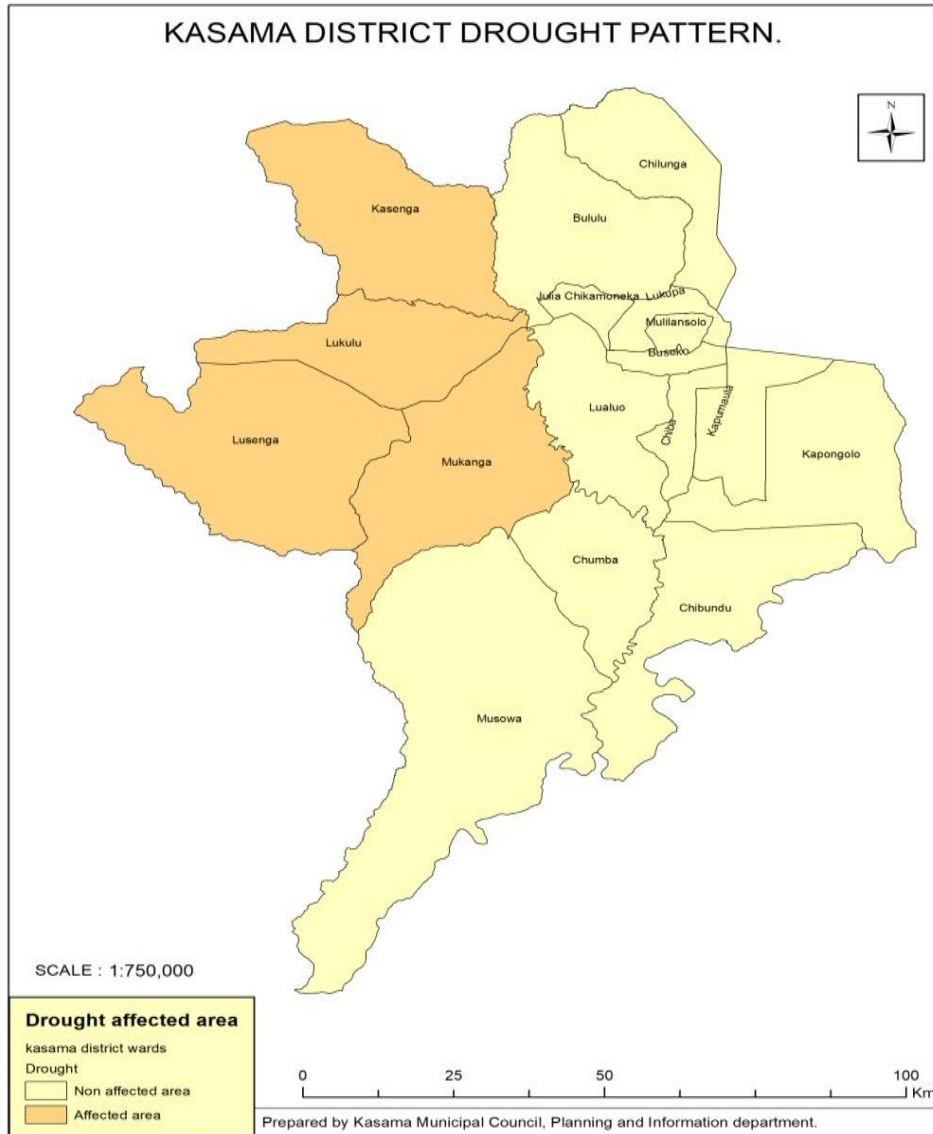 KASAMA DISTRICT DROUGHT PATTERN.
N
Chilunga
Kasenga
Bululu
Julia Chikamoneka
Lukupa
Mulilansolo
Lukulu
Buseko
Kapumaula
Lualuo
Chiba
Lusenga
Mukanga
Kapongolo
Chumba
Chibundu
Musowa
SCALE : 1:750,000
Drought affected area
kasama district wards
Drought
Non affected area
Affected area
0 25 50 100
Km
Prepared by Kasama Municipal Council, Planning and Information department.